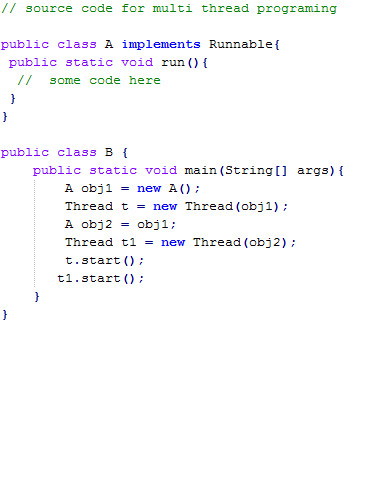 // source code for multi thread programing
public class A implements Runnable{
public static void run(){
// some code here
}
}
public class B {
public static void main(String[] args){
A obj1 = new A();
Thread t = new Thread(obj1);
A obj2 = obj1;
Thread t1 = new Thread(obj2);
t.start();
t1.start();
}
}